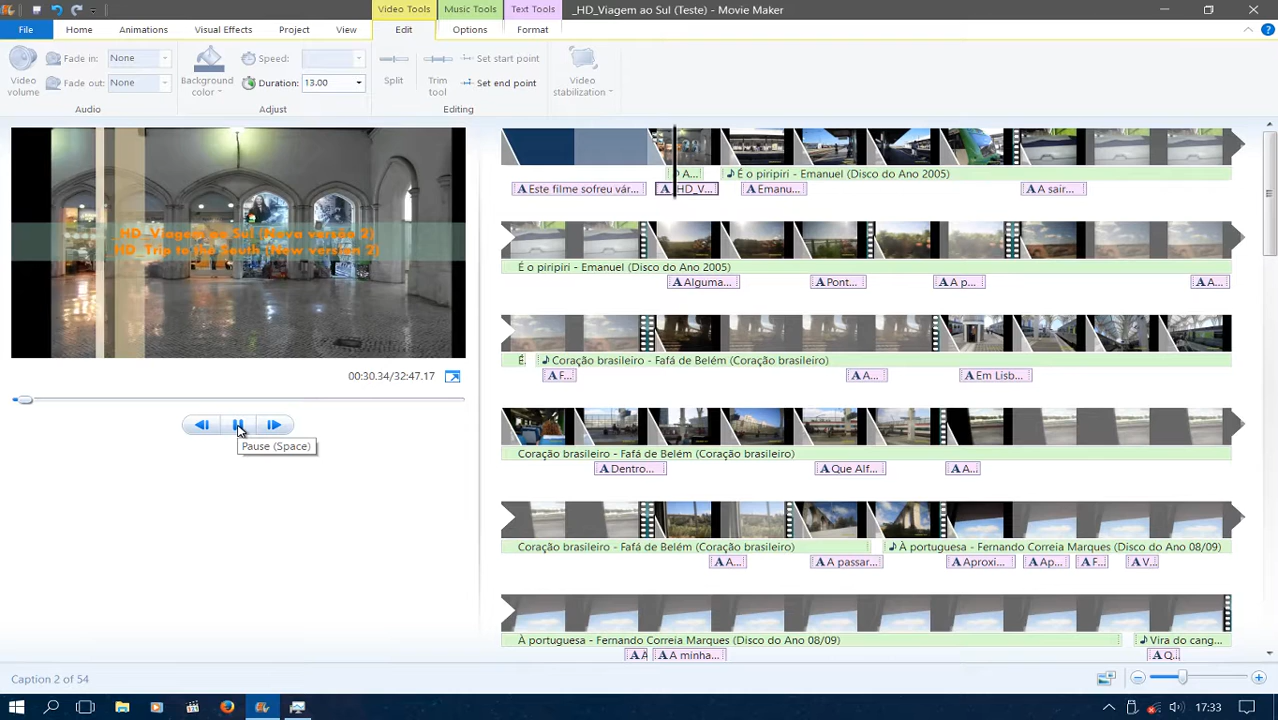 Video Tools
Music Tools
Text Tools
_HD_Viagem ao Sul (Teste) - Movie Maker
File
Home
Animations
Visual Effects
Project
View
Edit
Options
Format
Video volume
Fade in: None
Fade out: None
Audio
Background color
Speed:
Duration: 13.00
Adjust
Split
Trim tool
Set start point
Set end point
Editing
Video stabilization
HD_Viagem ao Sul (Nova versão 2)
HD_Trip to the South (New version 2)
00:30.34/32:47.17
Pause (Space)
A...
É o piripiri - Emanuel (Disco do Ano 2005)
A Este filme sofreu vár...
A HD_V...
A Emanu...
A A sair...
É o piripiri - Emanuel (Disco do Ano 2005)
A Alguma...
A Pont...
A A p...
A A...
É.
Coração brasileiro - Fafá de Belém (Coração brasileiro)
A F...
A A...
A Em Lisb...
Coração brasileiro - Fafá de Belém (Coração brasileiro)
A Dentro...
A Que Alf...
A A...
Coração brasileiro - Fafá de Belém (Coração brasileiro)
À portuguesa - Fernando Correia Marques (Disco do Ano 08/09)
A A...
A A passar...
A Aproxi...
A Ap...
A F...
A V...
À portuguesa - Fernando Correia Marques (Disco do Ano 08/09)
Vira do cang...
A A
A A minha...
A Q...
Caption 2 of 54
17:33